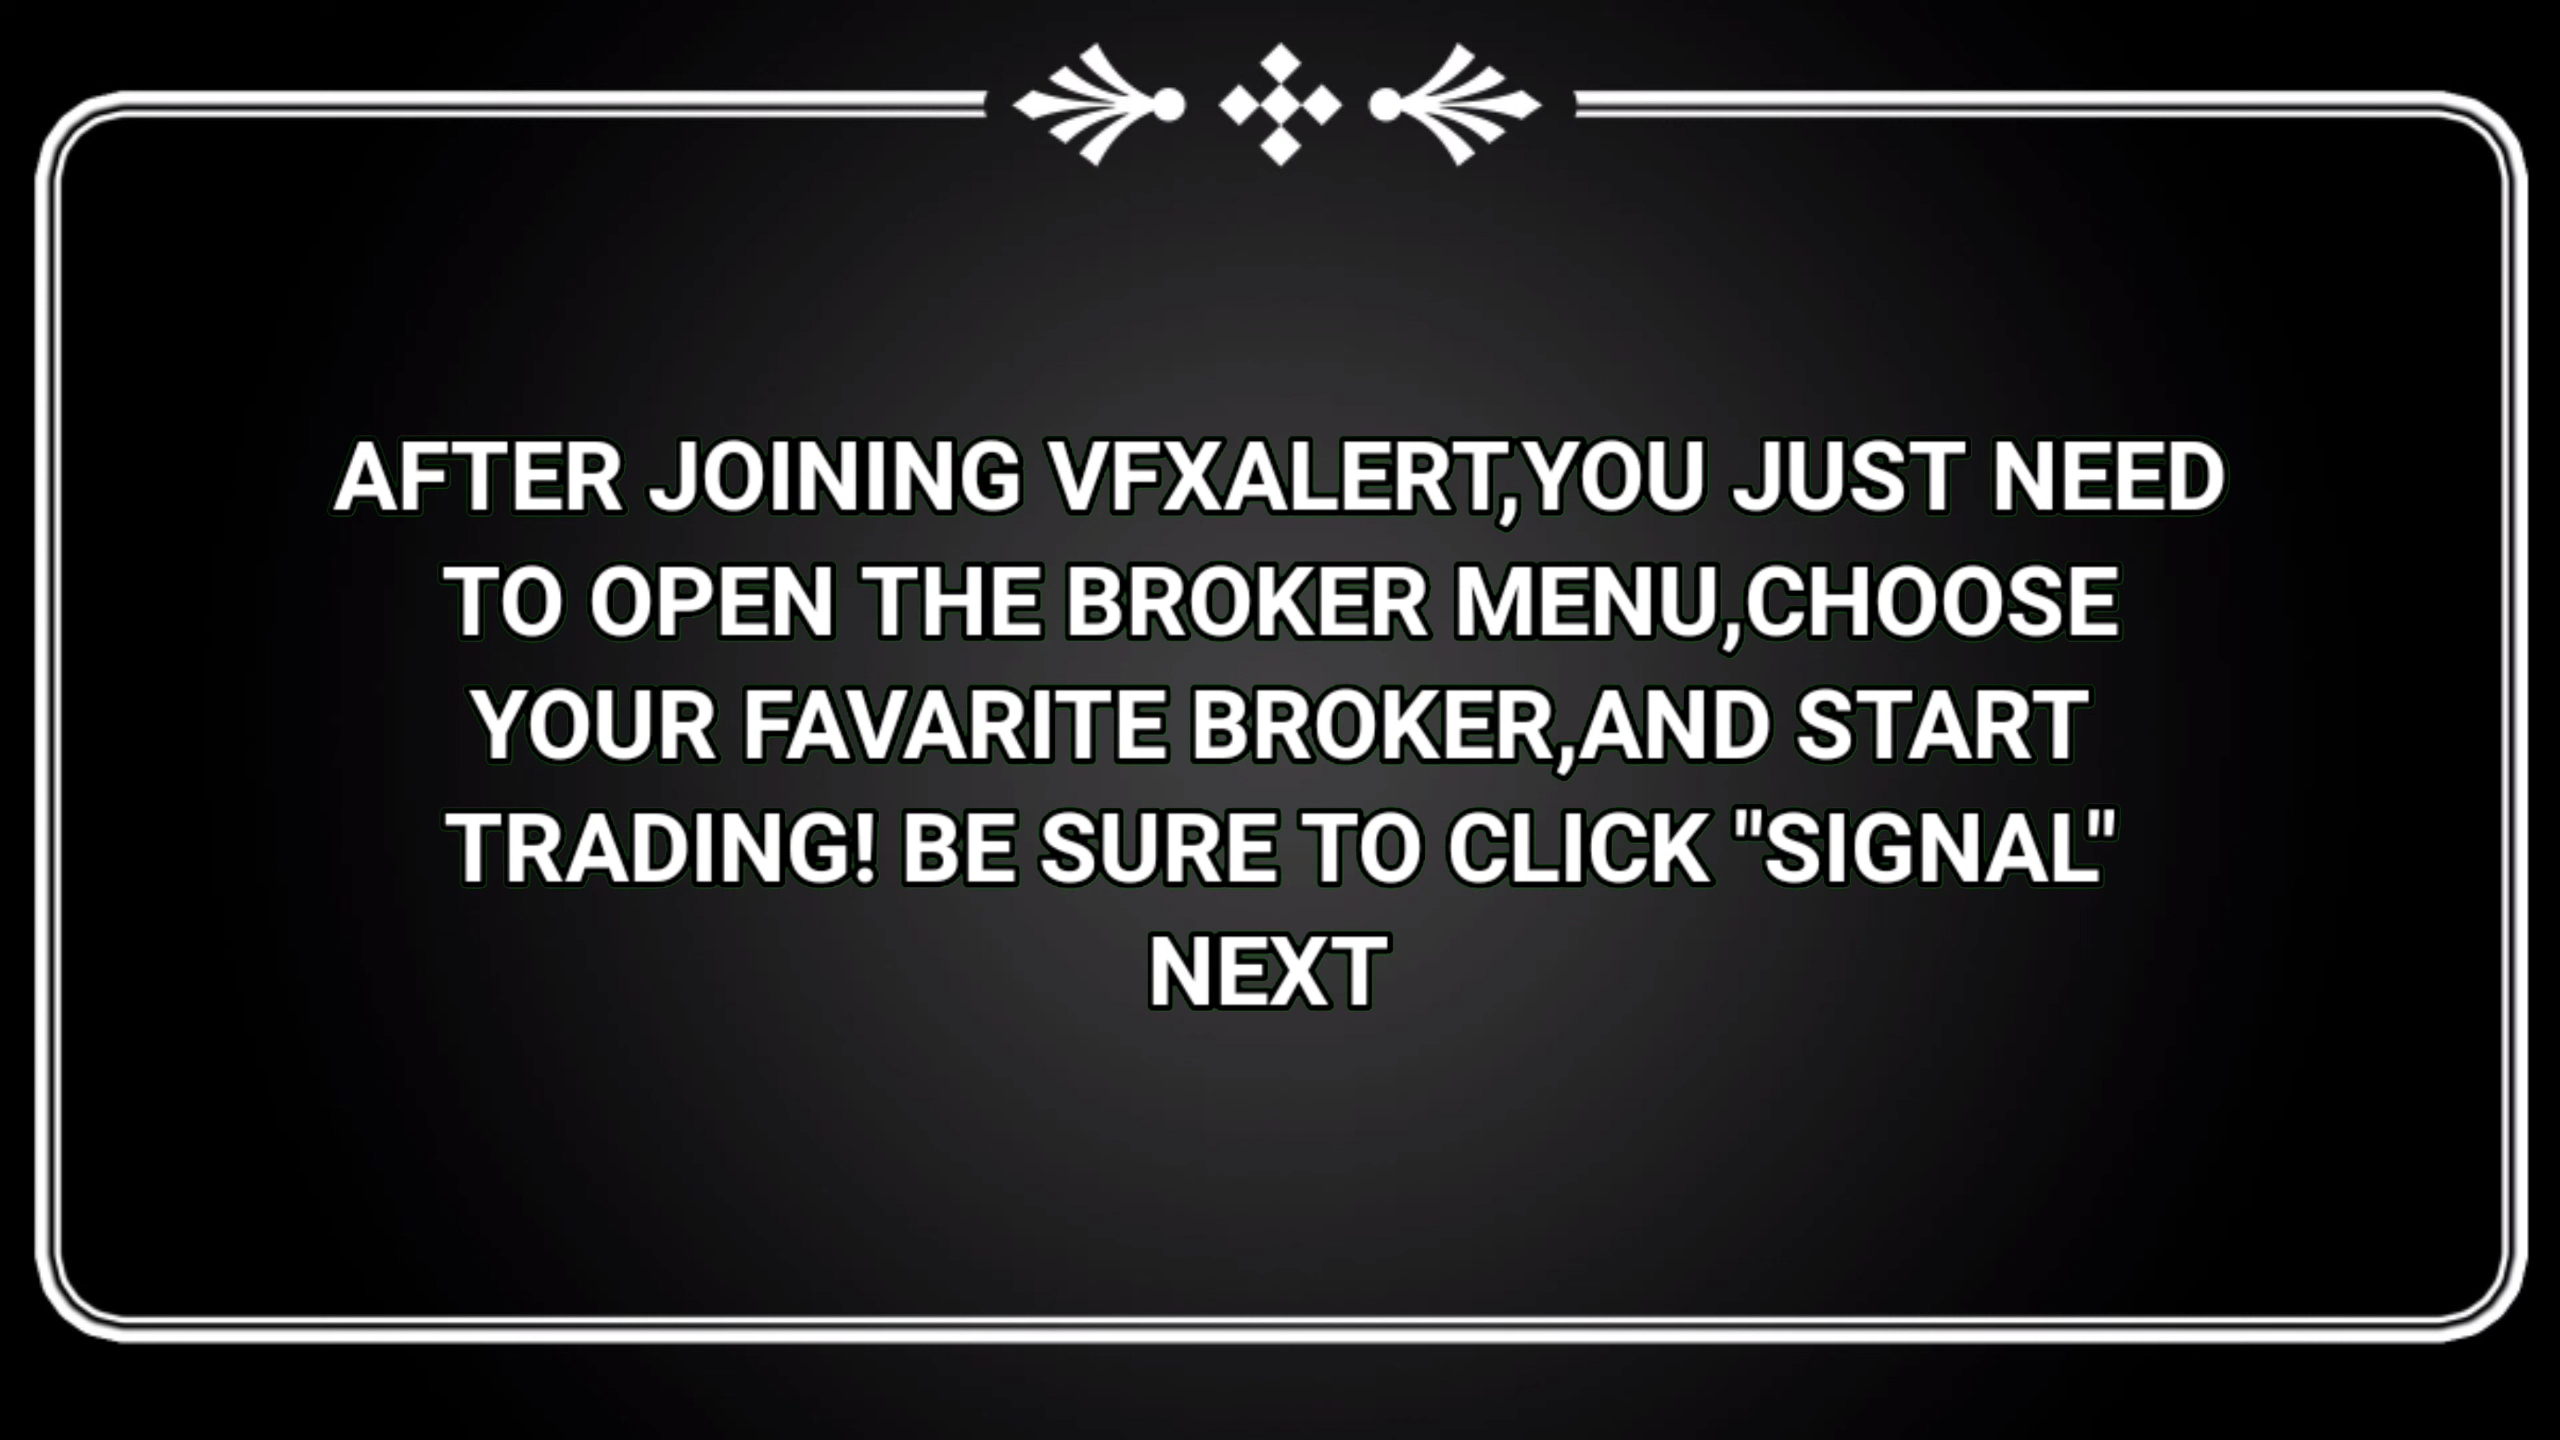 AFTER JOINING VFXALERT,YOU JUST NEED
TO OPEN THE BROKER MENU,CHOOSE
YOUR FAVARITE BROKER,AND START
TRADING! BE SURE TO CLICK "SIGNAL"
NEXT